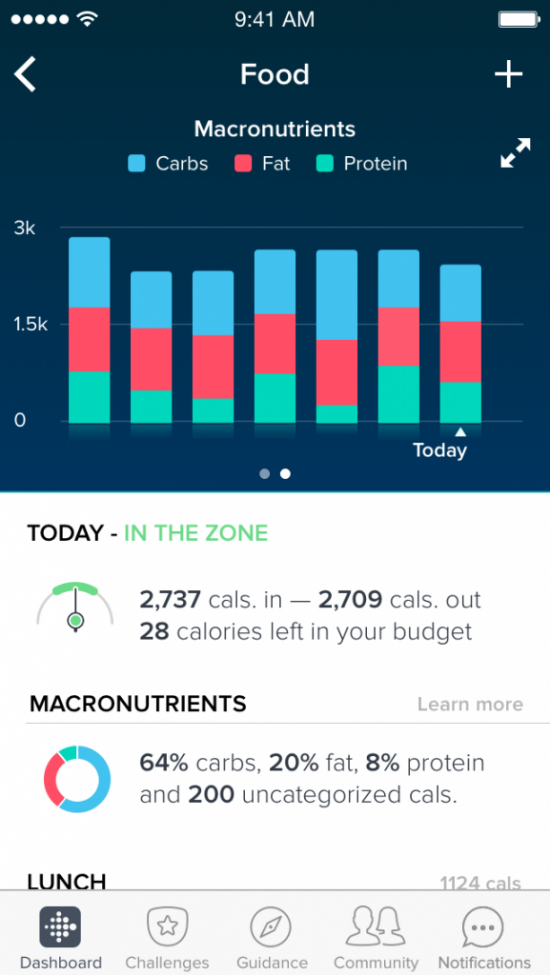 9:41 AM
Food
Macronutrients
Carbs Fat Protein
3k
1.5k
0
Today
TODAY - IN THE ZONE
2,737 cals. in — 2,709 cals. out
28 calories left in your budget
MACRONUTRIENTS Learn more
64% carbs, 20% fat, 8% protein
and 200 uncategorized cals.
LUNCH 1124 cals
Dashboard Challenges Guidance Community Notifications